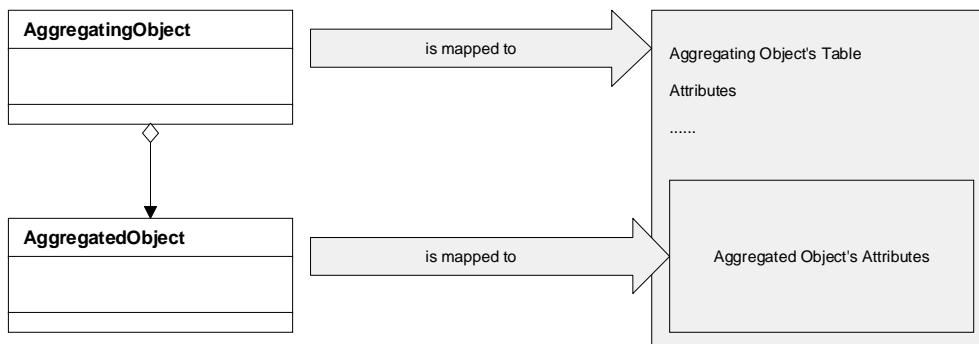 AggregatingObject
is mapped to
Aggregating Object's Table
Attributes
......
AggregatedObject
is mapped to
Aggregated Object's Attributes